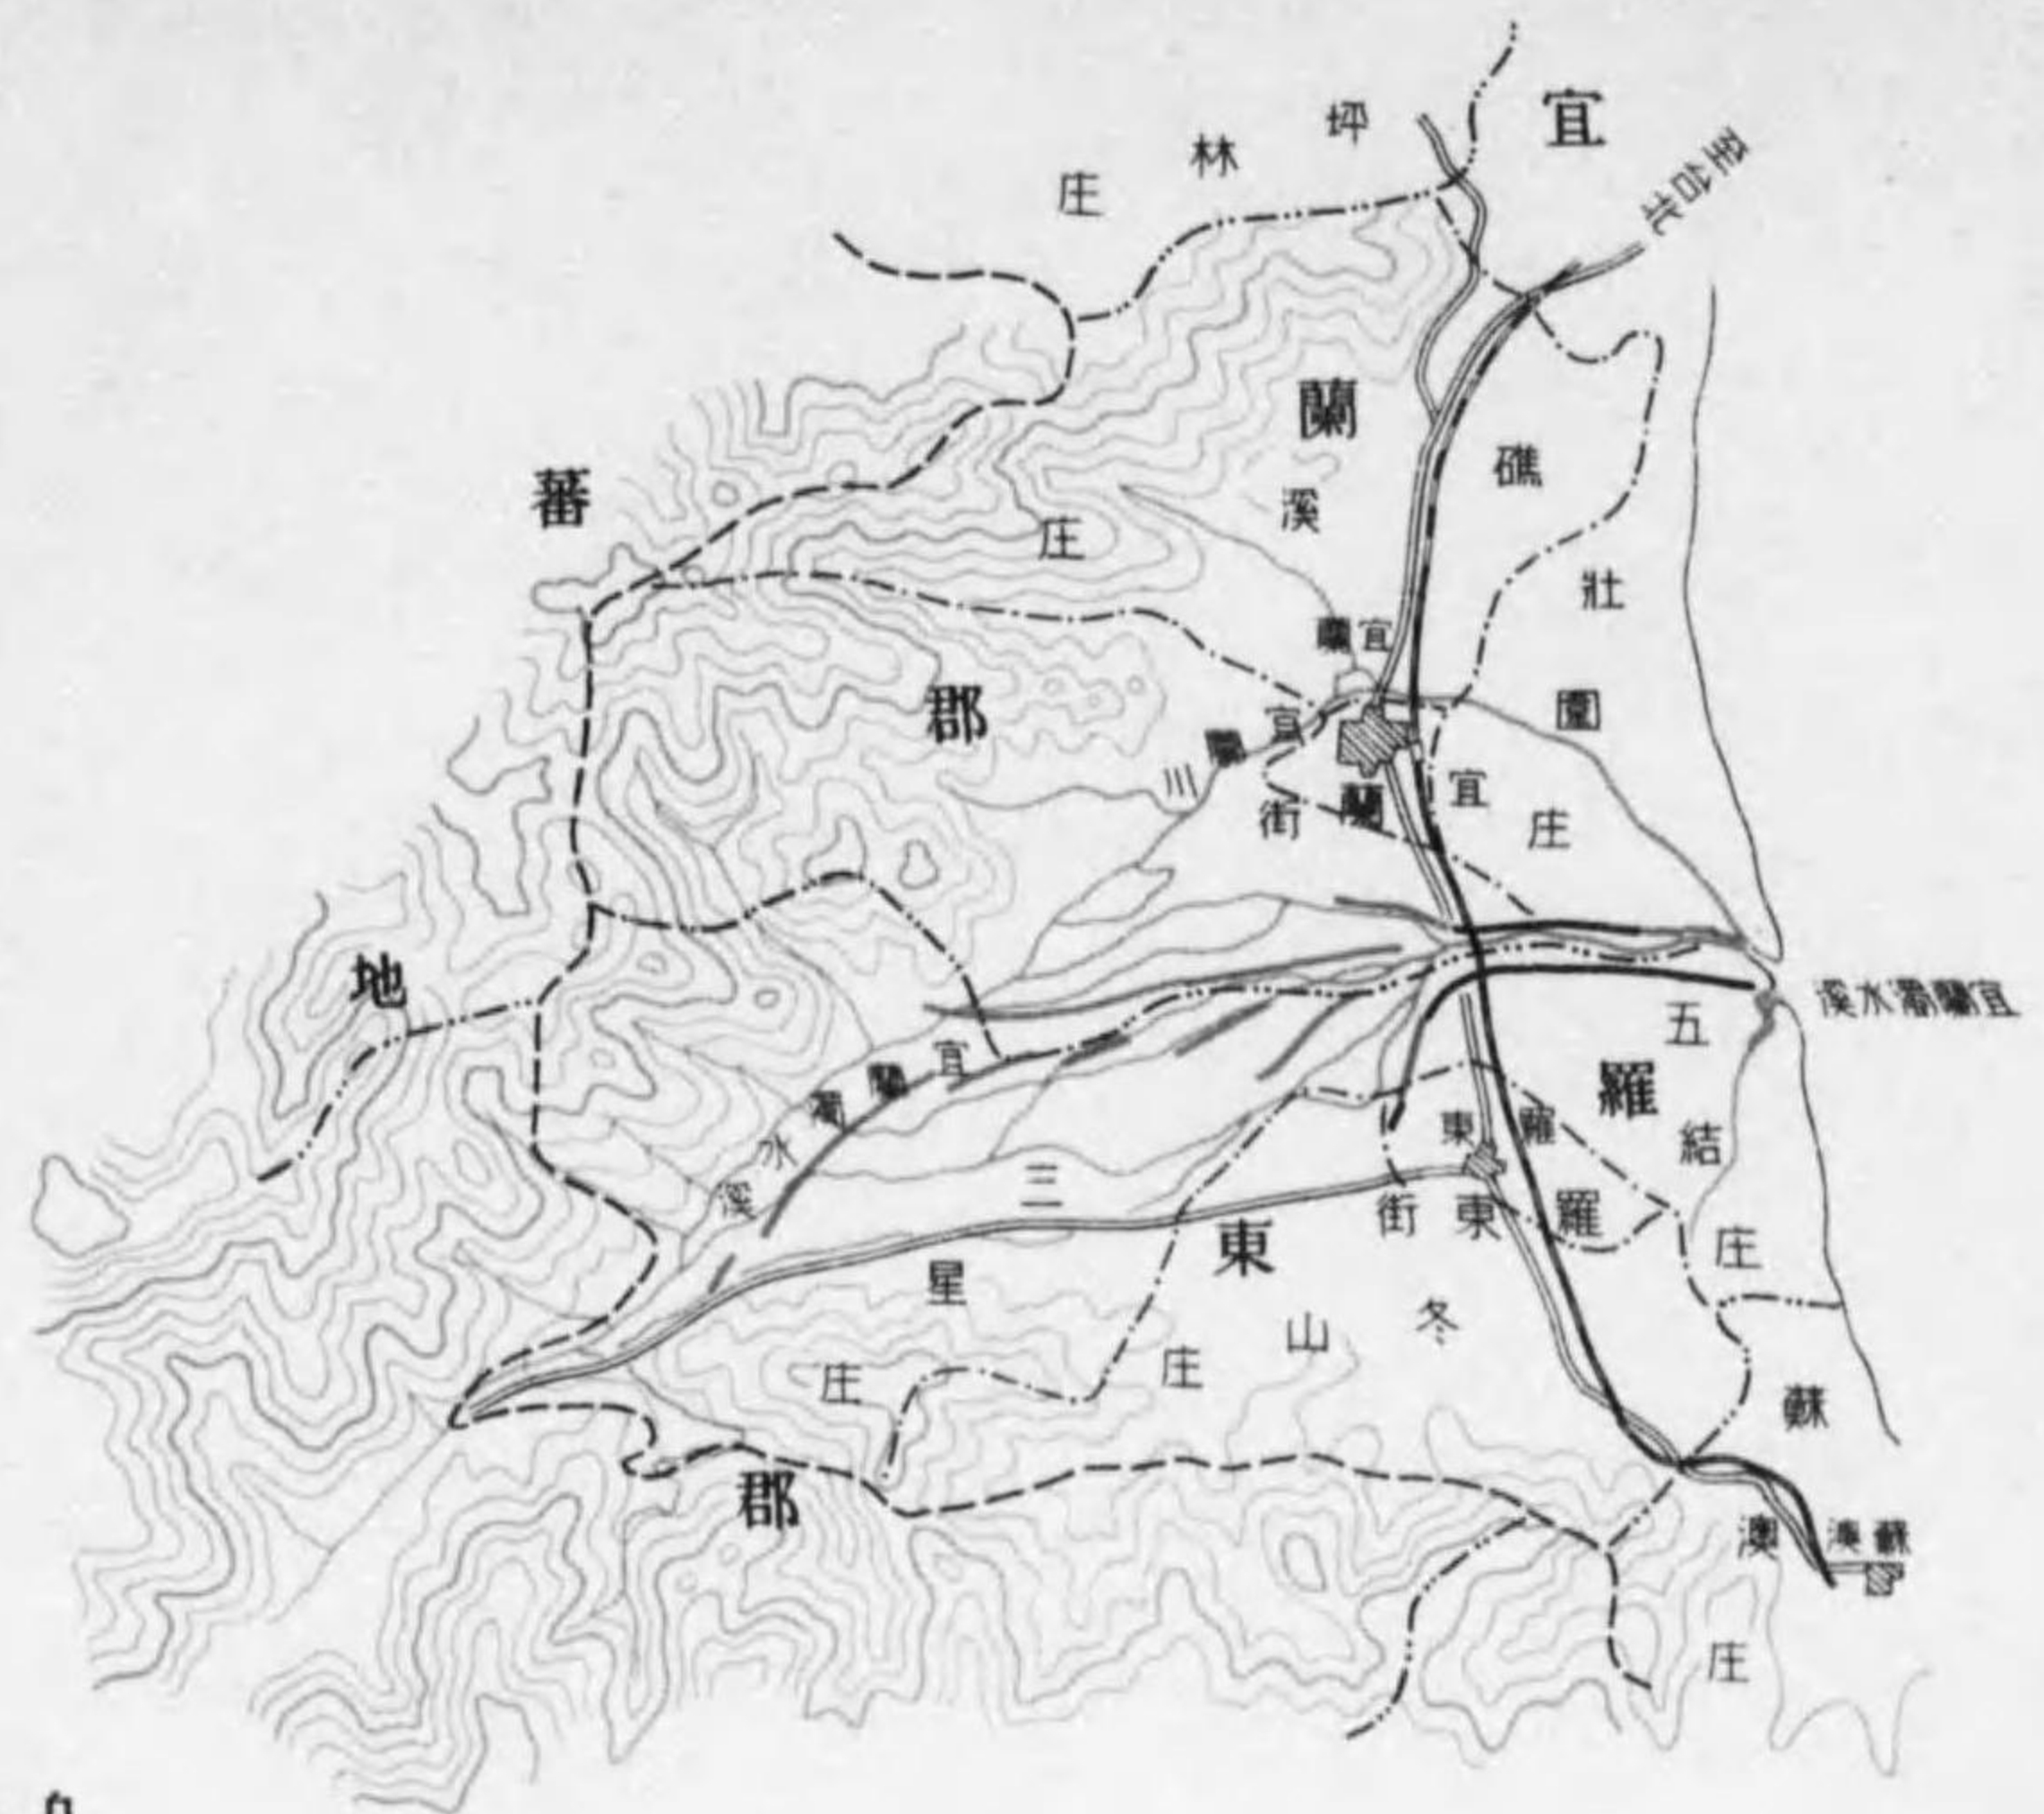 宜蘭郡
羅東郡
蕃地
坪林庄
至台北
礁溪庄
壯圍庄
宜蘭
宜蘭街
宜蘭川
宜蘭濁水溪
宜蘭濁水溪
五結庄
羅東
羅東街
三星庄
冬山庄
蘇澳庄
蘇澳